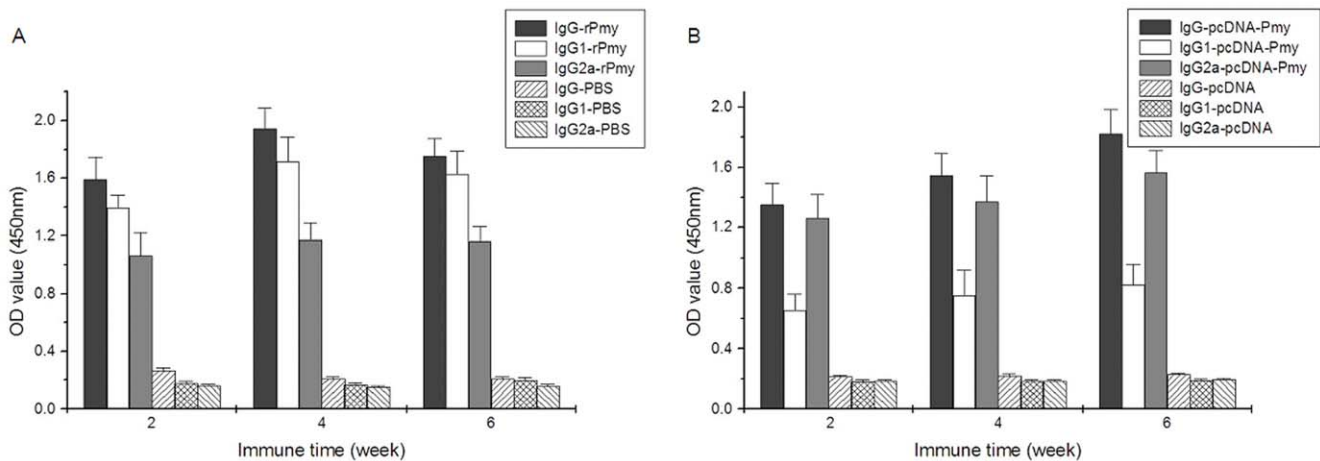 A
IgG-rPmy
IgG1-rPmy
IgG2a-rPmy
IgG-PBS
IgG1-PBS
IgG2a-PBS
OD value (450nm)
2.0
1.6
1.2
0.8
0.4
0.0
2 4 6
Immune time (week)
B
IgG-pcDNA-Pmy
IgG1-pcDNA-Pmy
IgG2a-pcDNA-Pmy
IgG-pcDNA
IgG1-pcDNA
IgG2a-pcDNA
OD value (450nm)
2.0
1.6
1.2
0.8
0.4
0.0
2 4 6
Immune time (week)